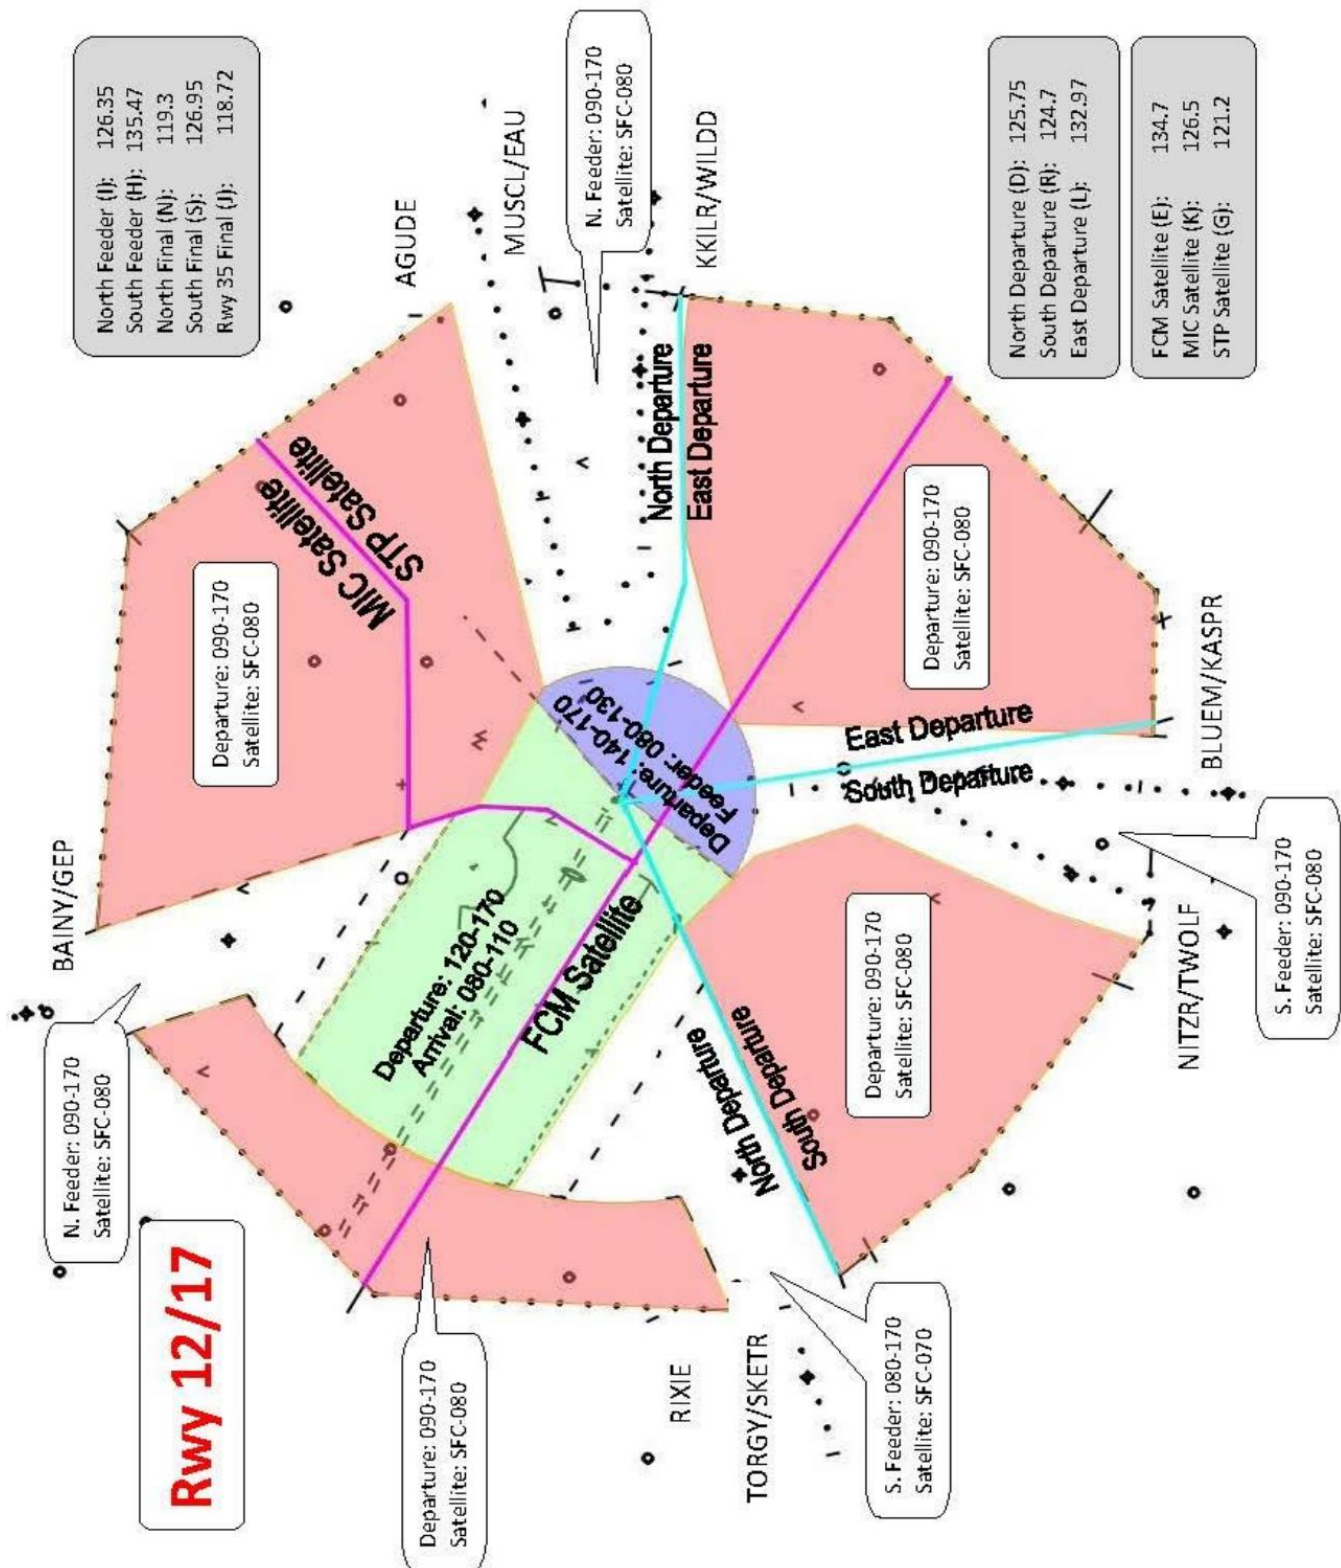 Rwy 12/17
BAINY/GEP
N. Feeder: 090-170
Satellite: SFC-080
Departure: 090-170
Satellite: SFC-080
MIC Satellite
STP Satellite
North Feeder (I): 126.35
South Feeder (H): 135.47
North Final (N): 119.3
South Final (S): 126.95
Rwy 35 Final (J): 118.72
AGUDE
MUSCL/EAU
N. Feeder: 090-170
Satellite: SFC-080
KKILR/WILDD
Departure: 090-170
Satellite: SFC-080
Departure: 120-170
Arrival: 080-110
FCM Satellite
Departure: 140-170
Feeder: 080-130
North Departure
East Departure
RIXIE
TORGY/SKETR
S. Feeder: 080-170
Satellite: SFC-070
North Departure
South Departure
Departure: 090-170
Satellite: SFC-080
East Departure
South Departure
Departure: 090-170
Satellite: SFC-080
NITZR/TWOLF
S. Feeder: 090-170
Satellite: SFC-080
BLUEM/KASPR
North Departure (D): 125.75
South Departure (R): 124.7
East Departure (L): 132.97
FCM Satellite (E): 134.7
MIC Satellite (K): 126.5
STP Satellite (G): 121.2